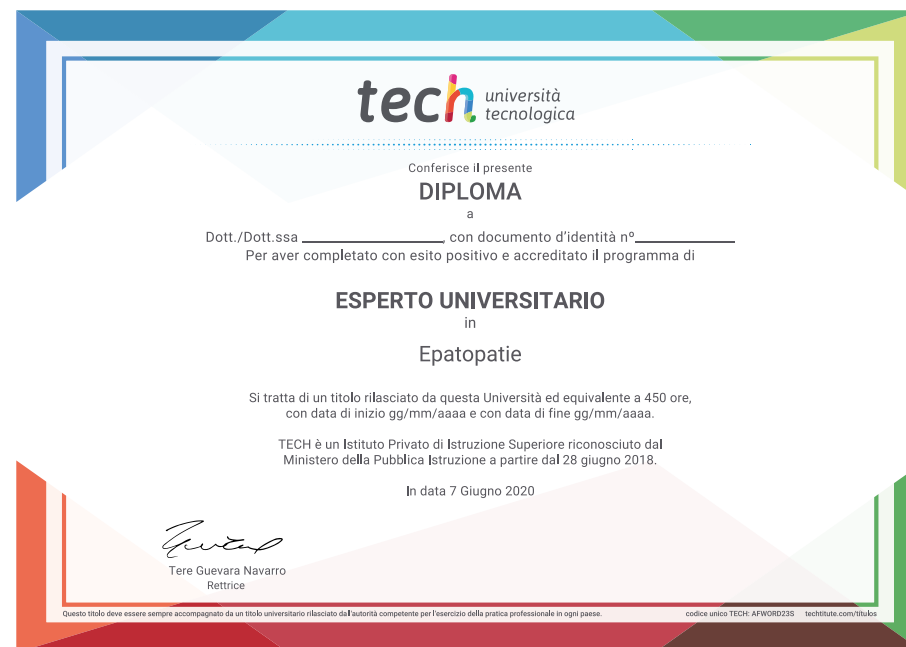 tech università
tecnologica
Conferisce il presente
DIPLOMA
a
Dott./Dott.ssa ____________, con documento d'identità nº____________
Per aver completato con esito positivo e accreditato il programma di
ESPERTO UNIVERSITARIO
in
Epatopatie
Si tratta di un titolo rilasciato da questa Università ed equivalente a 450 ore,
con data di inizio gg/mm/aaaa e con data di fine gg/mm/aaaa.
TECH è un Istituto Privato di Istruzione Superiore riconosciuto dal
Ministero della Pubblica Istruzione a partire dal 28 giugno 2018.
In data 7 Giugno 2020
Tere Guevara Navarro
Rettrice
Questo titolo deve essere sempre accompagnato da un titolo universitario rilasciato dall'autorità competente per l'esercizio della pratica professionale in ogni paese. codice unico TECH: AFWORD23S techtitute.com/titulos